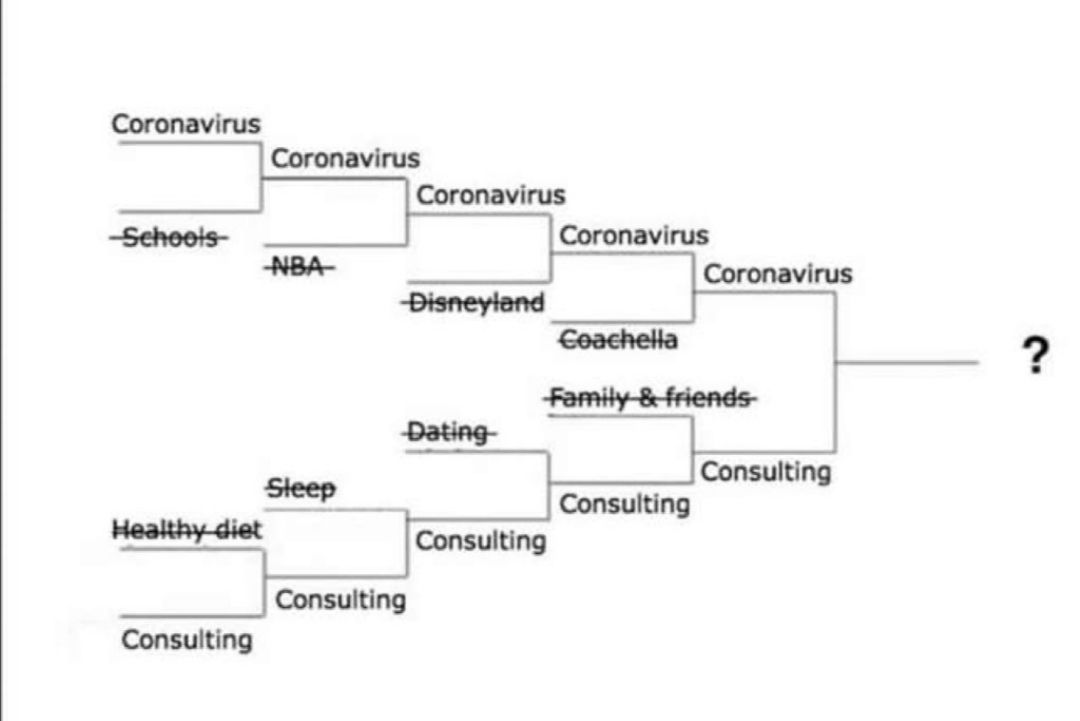 Coronavirus
Coronavirus
Coronavirus
Coronavirus
Coronavirus
Schools
NBA
Disneyland
Coachella
?
Family & friends
Dating
Consulting
Sleep
Consulting
Healthy diet
Consulting
Consulting
Consulting